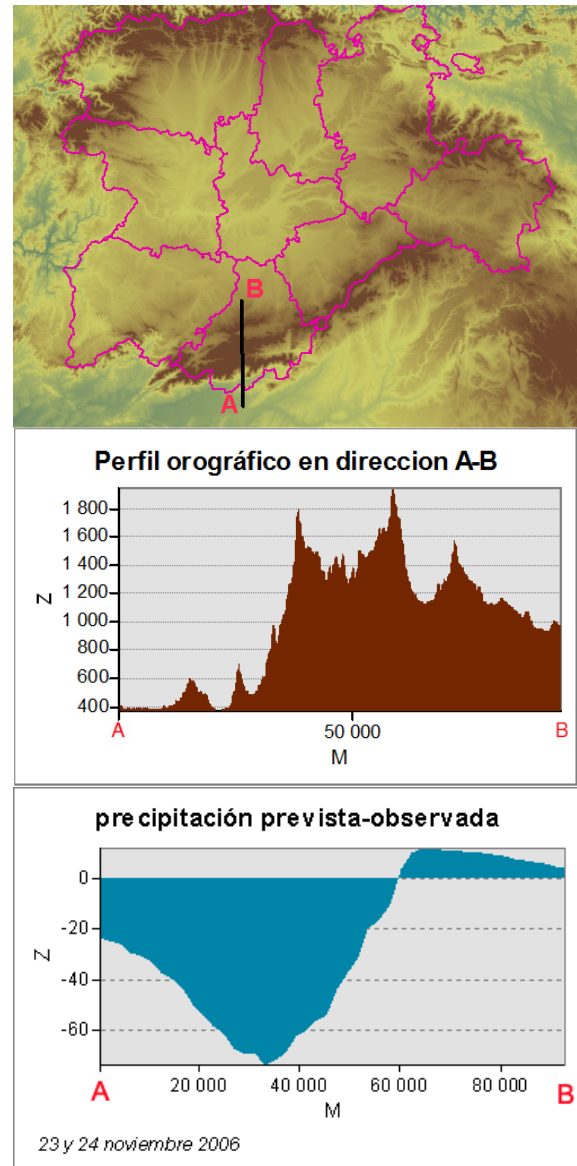 B
A
Perfil orográfico en direccion A-B
Z
1 800
1 600
1 400
1 200
1 000
800
600
400
A
50 000
B
M
precipitación prevista-observada
Z
0
-20
-40
-60
A
20 000
40 000
60 000
80 000
B
M
23 y 24 noviembre 2006